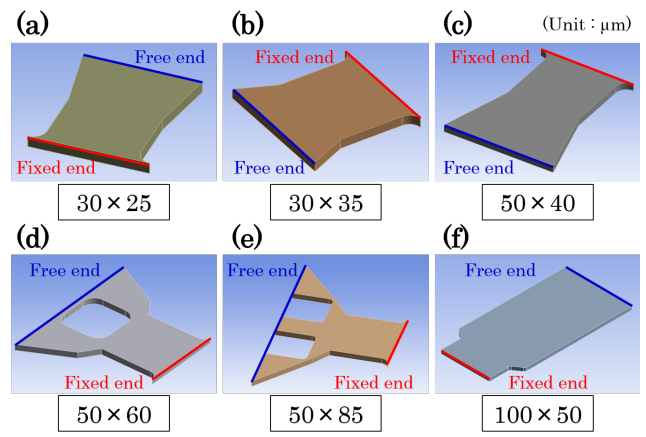 (a)
(b)
(c)
(Unit : µm)
Free end
Fixed end
Fixed end
Free end
Fixed end
Free end
30×25
30×35
50×40
(d)
(e)
(f)
Free end
Fixed end
Free end
Fixed end
Free end
Fixed end
50×60
50×85
100×50